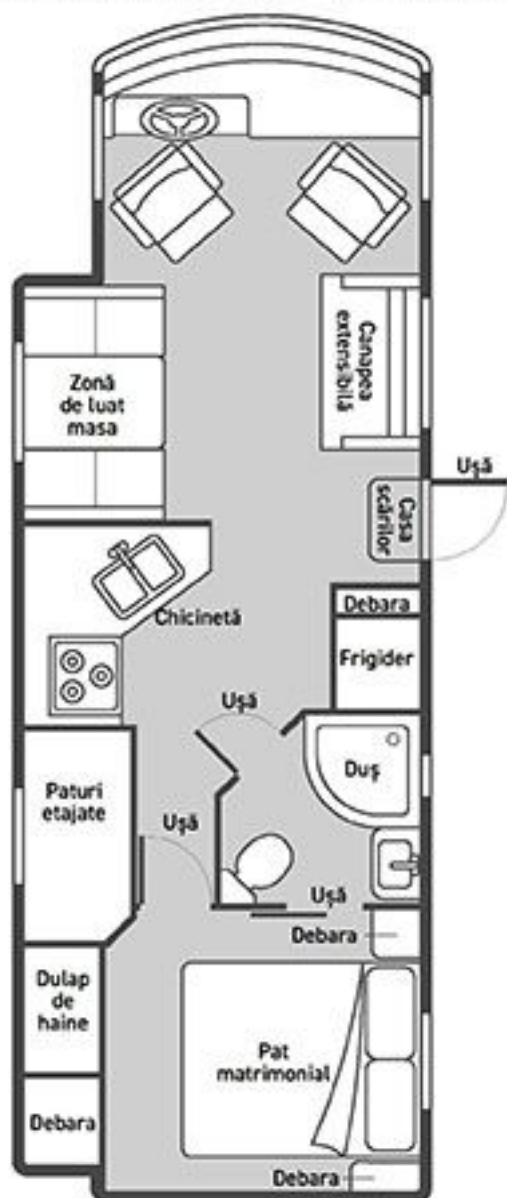 Canapea
extensibilă
Zonă
de luat
masa
Ușă
Casa
scărilor
Debara
Chicinetă
Frigider
Ușă
Duș
Paturi
etajate
Ușă
Ușă
Debara
Dulap
de
haine
Pat
matrimonial
Debara
Debara